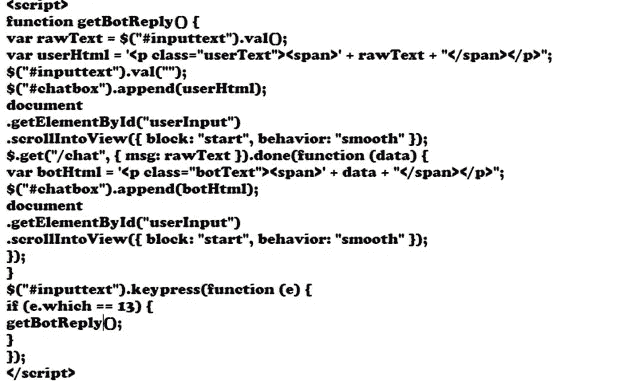 <script>
function getBotReply() {
var rawText = $("#inputtext").val();
var userHtml = '<p class="userText"><span>' + rawText + "</span></p>";
$("#inputtext").val("");
$("#chatbox").append(userHtml);
document
.getElementById("userInput")
.scrollIntoView({ block: "start", behavior: "smooth" });
$.get("/chat", { msg: rawText }).done(function (data) {
var botHtml = '<p class="botText"><span>' + data + "</span></p>";
$("#chatbox").append(botHtml);
document
.getElementById("userInput")
.scrollIntoView({ block: "start", behavior: "smooth" });
});
}
$("#inputtext").keypress(function (e) {
if (e.which == 13) {
getBotReply();
}
});
</script>